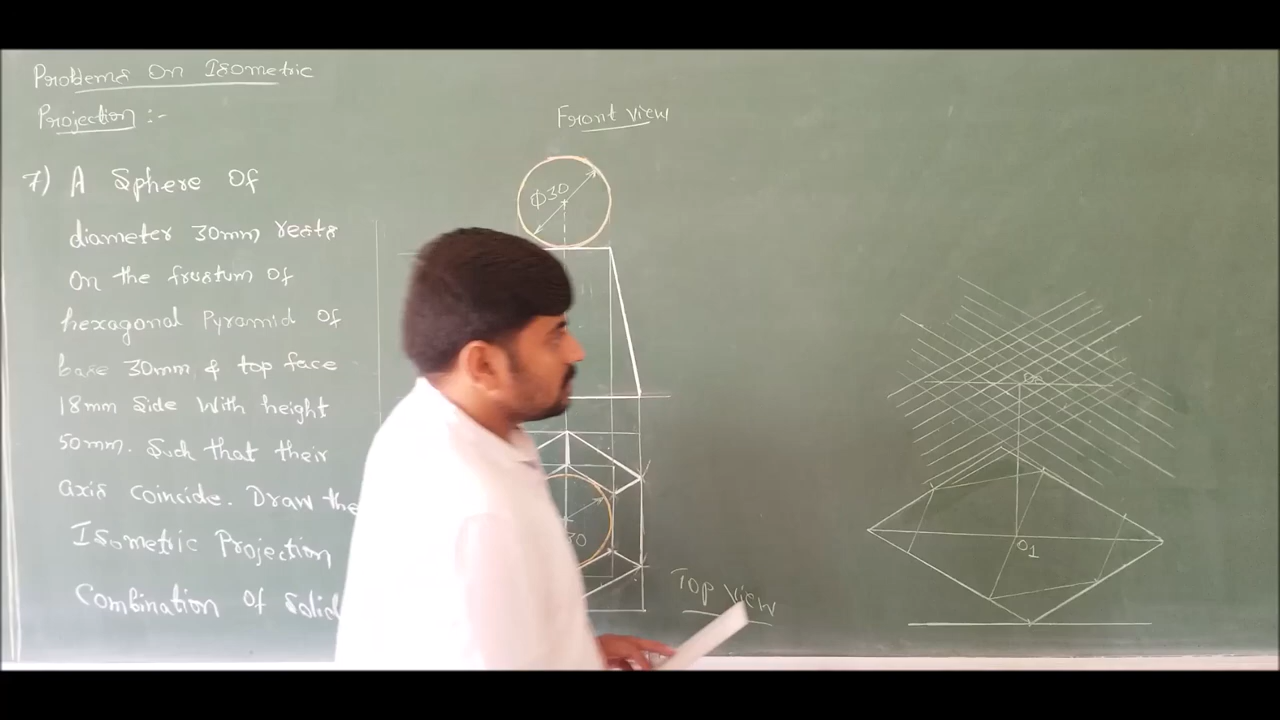 Problems On Isometric
Projection :-
7) A Sphere Of
diameter 30mm rests
On the frustum Of
hexagonal Pyramid Of
base 30mm & top face
18mm Side With height
50mm. Such that their
axis Coincide. Draw the
Isometric Projection
Combination Of Solid
Front View
Φ30
30
Top View
O1